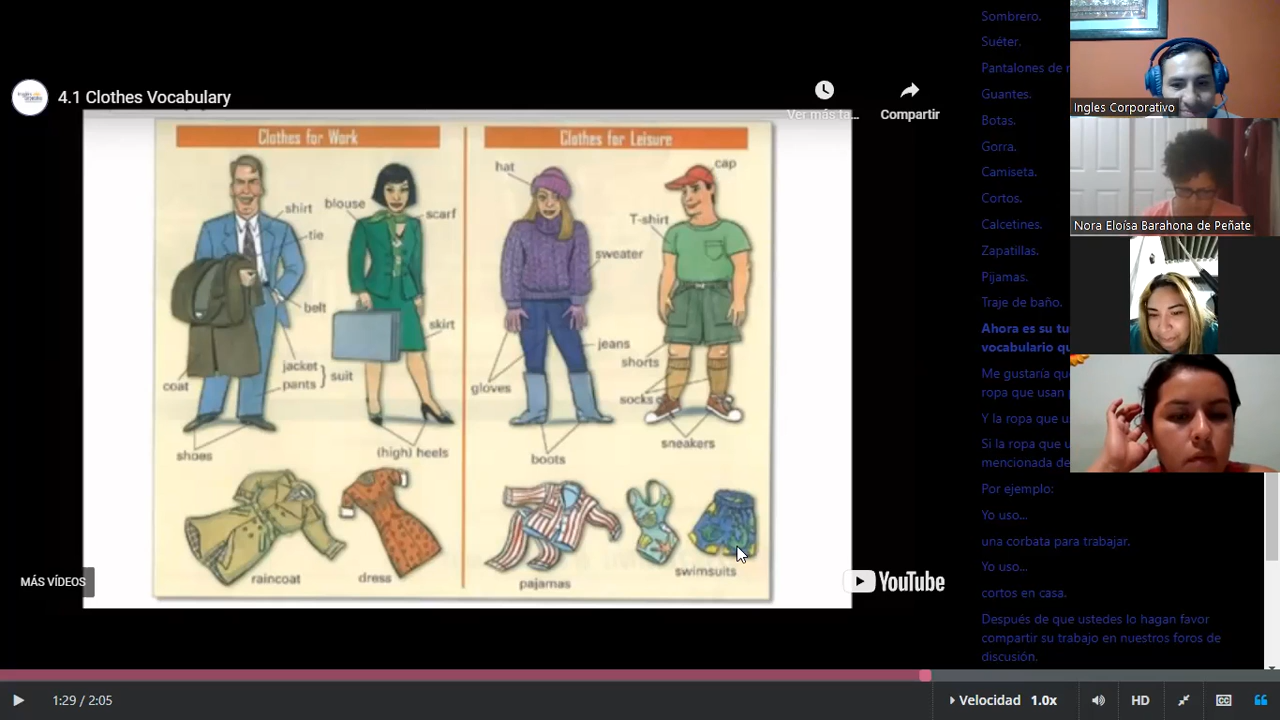 4.1 Clothes Vocabulary
Ver más ta...
Compartir
Clothes for Work
Clothes for Leisure
shirt
blouse
scarf
tie
belt
skirt
jacket
pants
suit
coat
shoes
(high) heels
raincoat
dress
hat
cap
T-shirt
sweater
jeans
shorts
gloves
socks
sneakers
boots
pajamas
swimsuits
MÁS VÍDEOS
YouTube
Sombrero.
Suéter.
Pantalones de
Guantes.
Botas.
Gorra.
Camiseta.
Cortos.
Calcetines.
Zapatillas.
Pijamas.
Traje de baño.
Ahora es su
vocabulario
Me gustaría
ropa que usan
Y la ropa que
Si la ropa que
mencionada
Por ejemplo:
Yo uso...
una corbata para trabajar.
Yo uso...
cortos en casa.
Después de que ustedes lo hagan favor
compartir su trabajo en nuestros foros de
discusión.
Ingles Corporativo
Nora Eloísa Barahona de Peñate
1:29 / 2:05
Velocidad 1.0x
HD